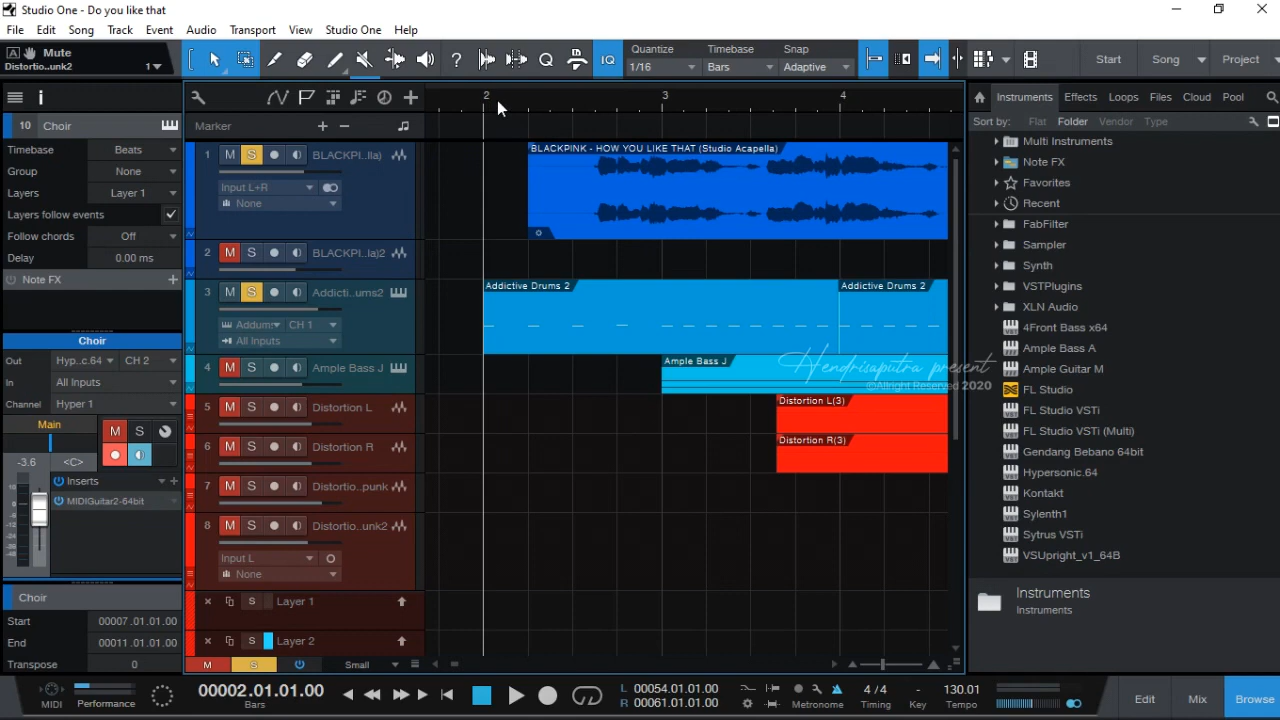 Studio One - Do you like that
File Edit Song Track Event Audio Transport View Studio One Help
A Mute
Distortio..unk2 1
? IQ
Quantize Timebase Snap
1/16 Bars Adaptive
Start Song Project
i
10 Choir
Timebase Beats
Group None
Layers Layer 1
Layers follow events
Follow chords Off
Delay 0.00 ms
Note FX
Choir
Out Hyp..c.64 CH 2
In All Inputs
Channel Hyper 1
Main
M S
-3.6 <C>
Inserts
MIDIGuitar2-64bit
Choir
Start 00007.01.01.00
End 00011.01.01.00
Transpose 0
Marker
2 3 4
1 M S BLACKPI..lla)
Input L+R
None
2 M S BLACKPI..la)2
3 M S Addicti..ums2
Addum: CH 1
All Inputs
4 M S Ample Bass J
5 M S Distortion L
6 M S Distortion R
7 M S Distortio..punk
8 M S Distortio..unk2
Input L
None
S Layer 1
S Layer 2
M S Small
BLACKPINK - HOW YOU LIKE THAT (Studio Acapella)
Addictive Drums 2 Addictive Drums 2
Ample Bass J
Distortion L(3)
Distortion R(3)
Hendrisaputra present
©Allright Reserved 2020
Instruments Effects Loops Files Cloud Pool
Sort by: Flat Folder Vendor Type
Multi Instruments
Note FX
Favorites
Recent
FabFilter
Sampler
Synth
VSTPlugins
XLN Audio
4Front Bass x64
Ample Bass A
Ample Guitar M
FL Studio
FL Studio VSTi
FL Studio VSTi (Multi)
Gendang Bebano 64bit
Hypersonic.64
Kontakt
Sylenth1
Sytrus VSTi
VSUpright_v1_64B
Instruments
Instruments
MIDI Performance
00002.01.01.00
Bars
L 00054.01.01.00
R 00061.01.01.00
Metronome
4 / 4
Timing
-
Key
130.01
Tempo
Edit Mix Browse